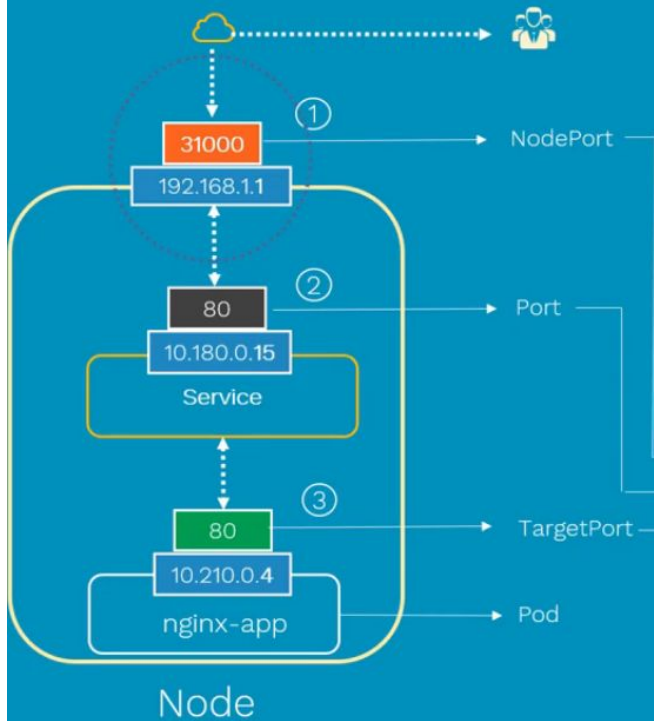 ①
31000
NodePort
192.168.1.1
②
80
Port
10.180.0.15
Service
③
80
TargetPort
10.210.0.4
nginx-app
Pod
Node